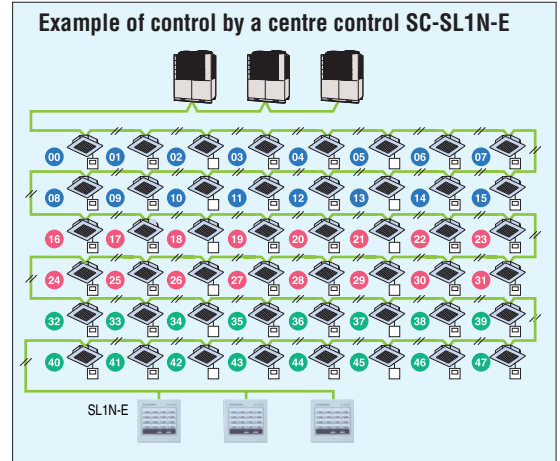 Example of control by a centre control SC-SL1N-E
00 01 02 03 04 05 06 07
08 09 10 11 12 13 14 15
16 17 18 19 20 21 22 23
24 25 26 27 28 29 30 31
32 33 34 35 36 37 38 39
40 41 42 43 44 45 46 47
SL1N-E